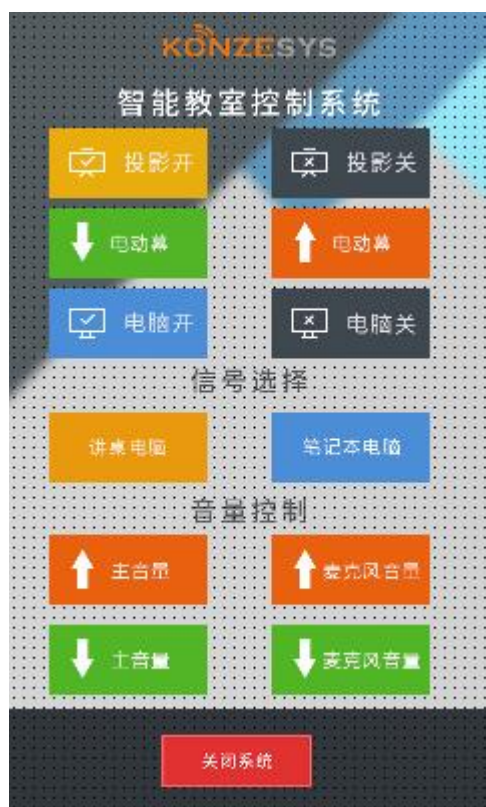 KONZESYS
智能教室控制系统
投影开 投影关
电动幕 电动幕
电脑开 电脑关
信号选择
讲桌电脑 笔记本电脑
音量控制
主音量 麦克风音量
主音量 麦克风音量
关闭系统